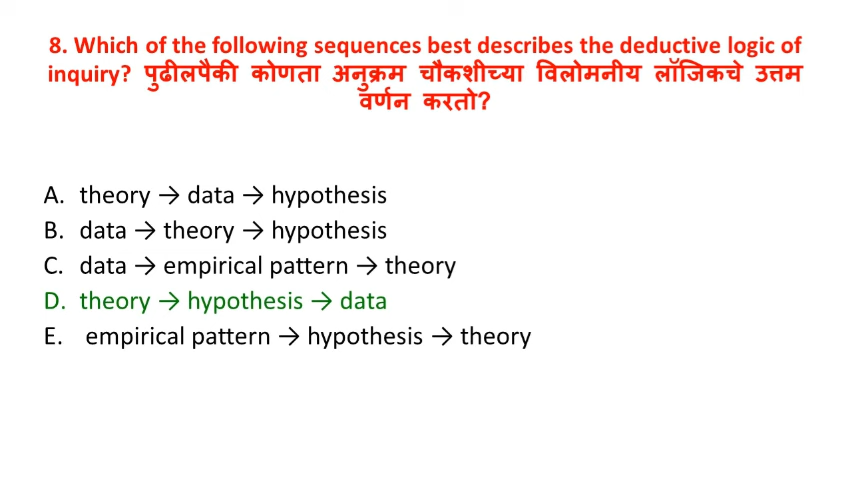 8. Which of the following sequences best describes the deductive logic of
inquiry? पुढीलपैकी कोणता अनुक्रम चौकशीच्या विलोमनीय लॉजिकचे उत्तम
वर्णन करतो?
A. theory → data → hypothesis
B. data → theory → hypothesis
C. data → empirical pattern → theory
D. theory → hypothesis → data
E. empirical pattern → hypothesis → theory